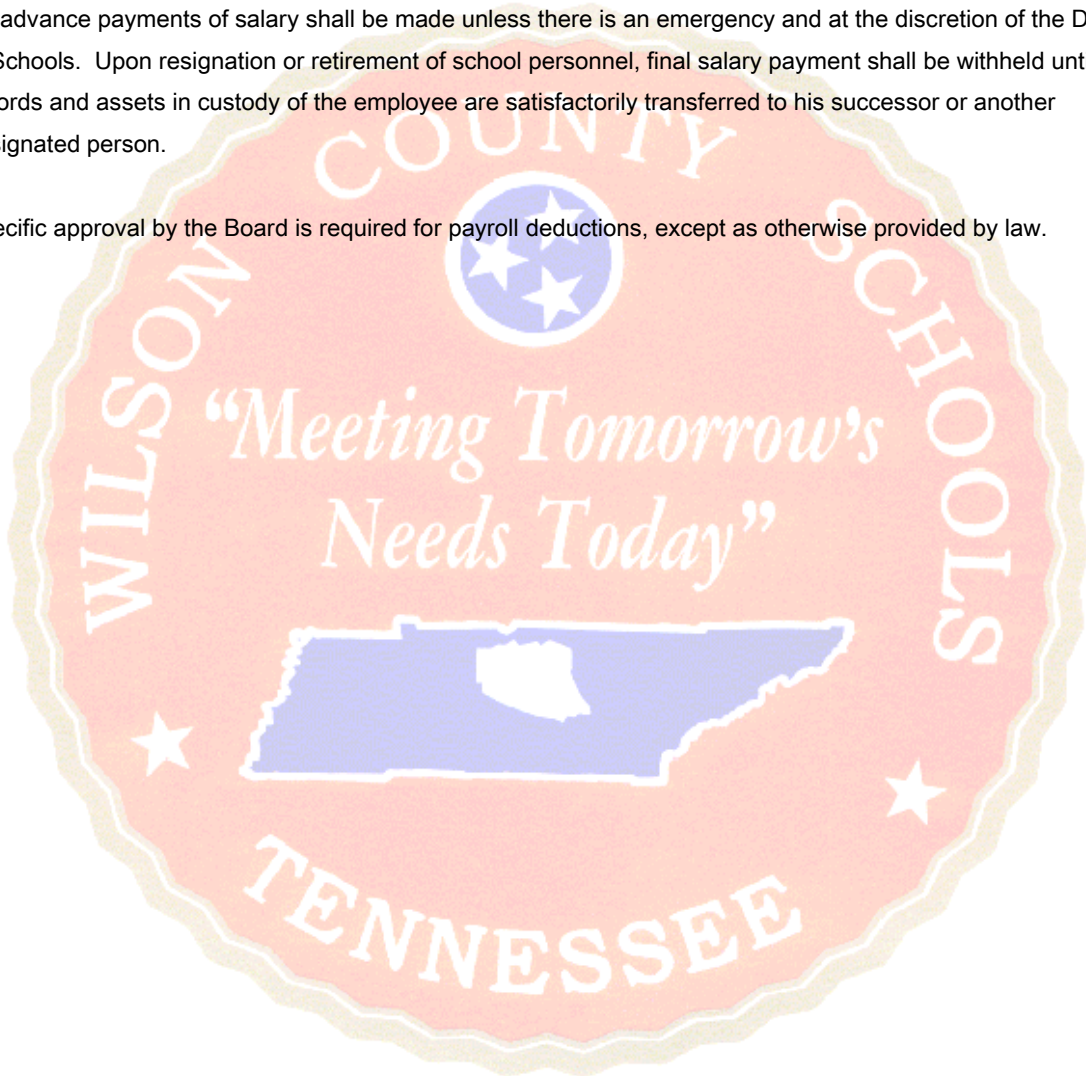 advance payments of salary shall be made unless there is an emergency and at the discretion of the D
Schools. Upon resignation or retirement of school personnel, final salary payment shall be withheld unt
ords and assets in custody of the employee are satisfactorily transferred to his successor or another
signated person.
ecific approval by the Board is required for payroll deductions, except as otherwise provided by law.
WILSON COUNTY SCHOOLS
“Meeting Tomorrow's
Needs Today”
TENNESSEE